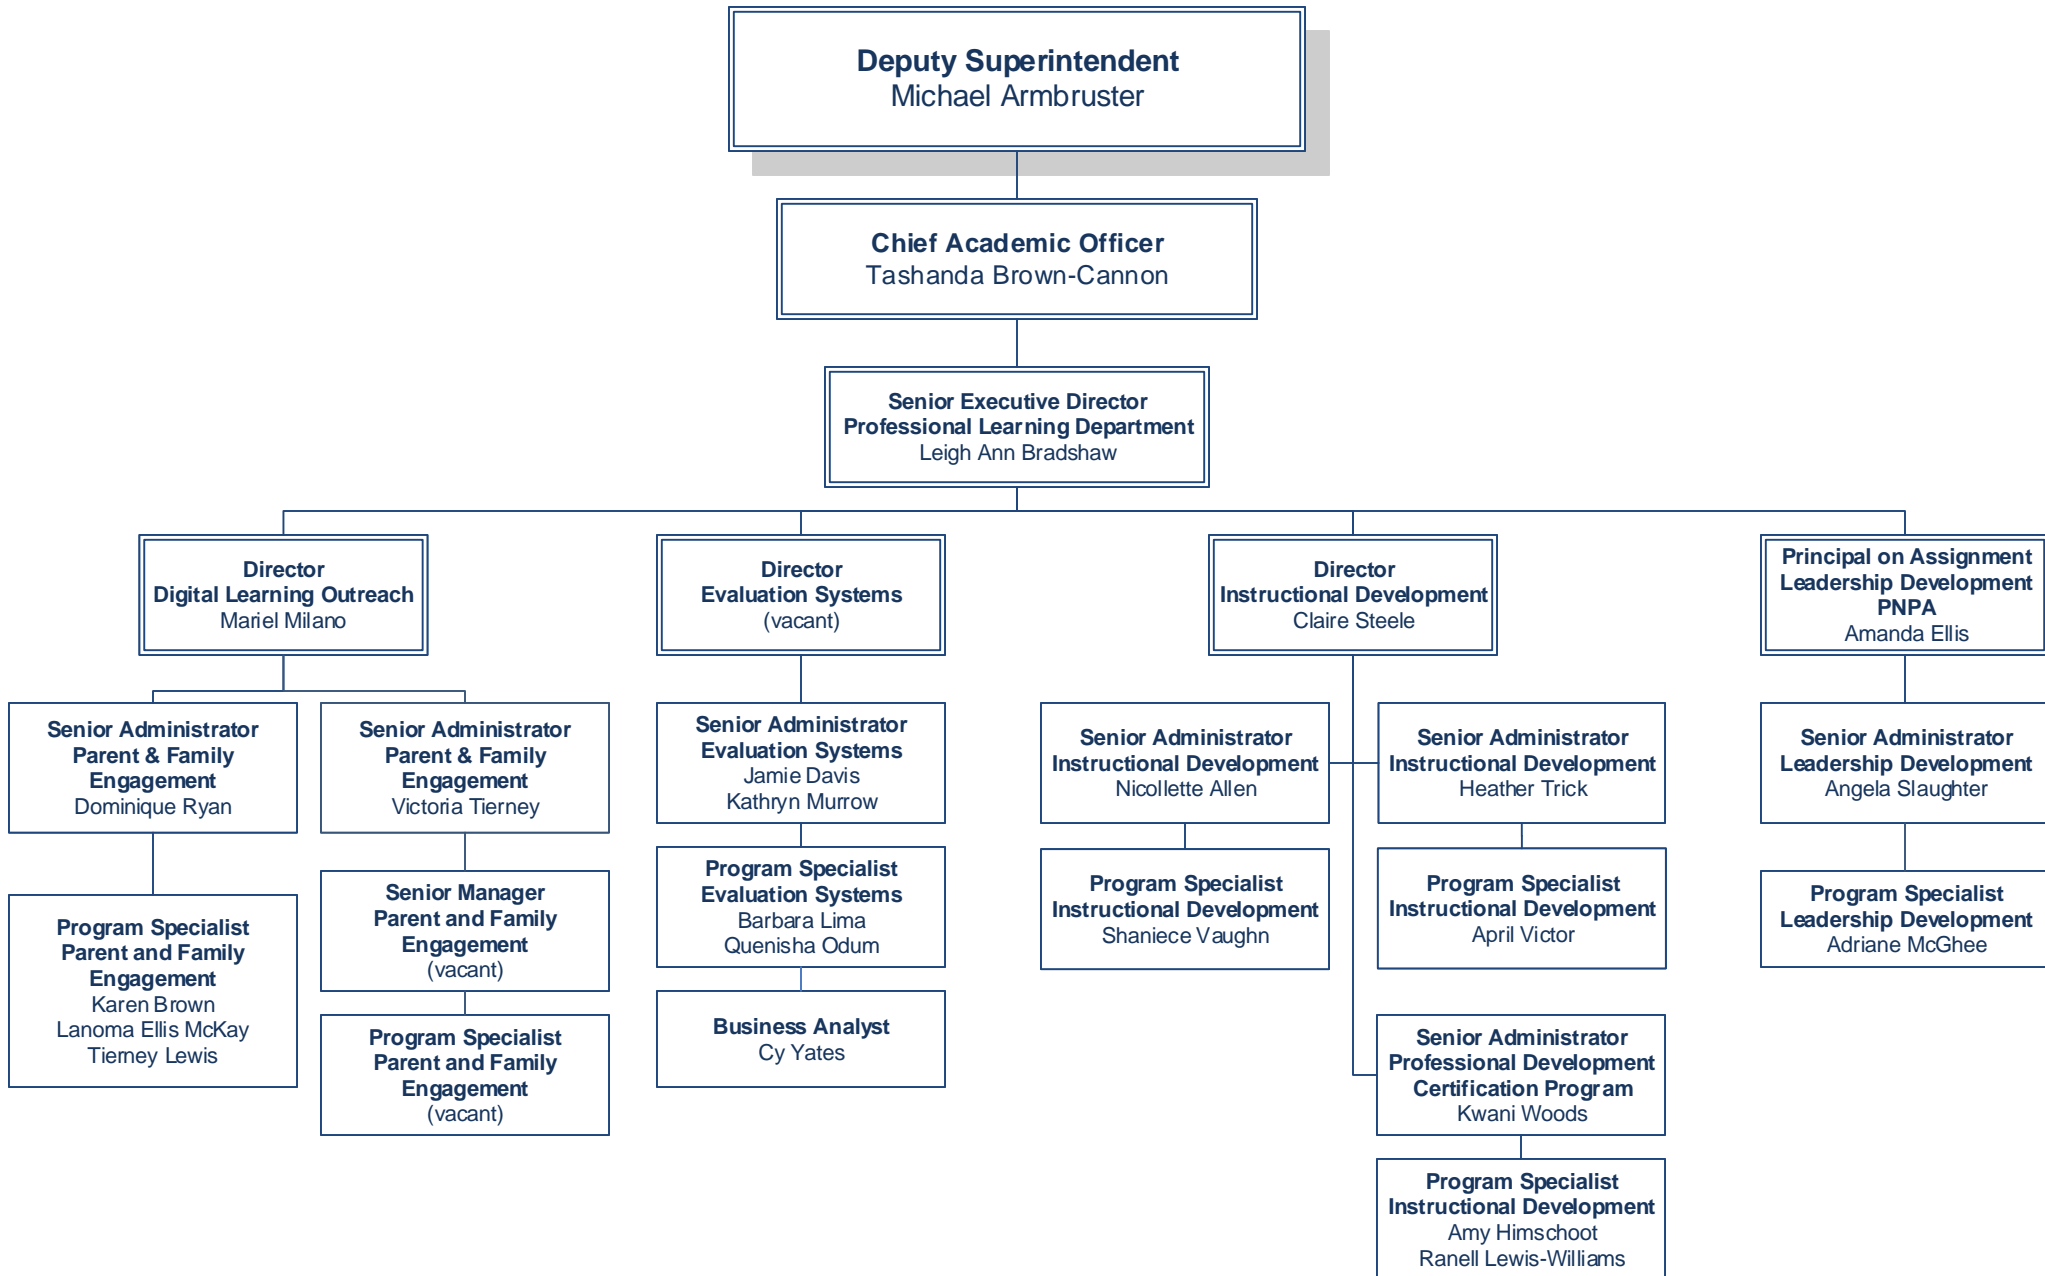 Deputy Superintendent
Michael Armbruster
Chief Academic Officer
Tashanda Brown-Cannon
Senior Executive Director
Professional Learning Department
Leigh Ann Bradshaw
Director
Digital Learning Outreach
Mariel Milano
Director
Evaluation Systems
(vacant)
Director
Instructional Development
Claire Steele
Principal on Assignment
Leadership Development
PNPA
Amanda Ellis
Senior Administrator
Parent & Family
Engagement
Dominique Ryan
Senior Administrator
Parent & Family
Engagement
Victoria Tierney
Senior Administrator
Evaluation Systems
Jamie Davis
Kathryn Murrow
Senior Administrator
Instructional Development
Nicollette Allen
Senior Administrator
Instructional Development
Heather Trick
Senior Administrator
Leadership Development
Angela Slaughter
Program Specialist
Parent and Family
Engagement
Karen Brown
Lanoma Ellis McKay
Tierney Lewis
Senior Manager
Parent and Family
Engagement
(vacant)
Program Specialist
Evaluation Systems
Barbara Lima
Quenisha Odum
Program Specialist
Instructional Development
Shaniece Vaughn
Program Specialist
Instructional Development
April Victor
Program Specialist
Leadership Development
Adriane McGhee
Program Specialist
Parent and Family
Engagement
(vacant)
Business Analyst
Cy Yates
Senior Administrator
Professional Development
Certification Program
Kwani Woods
Program Specialist
Instructional Development
Amy Himschoot
Ranell Lewis-Williams